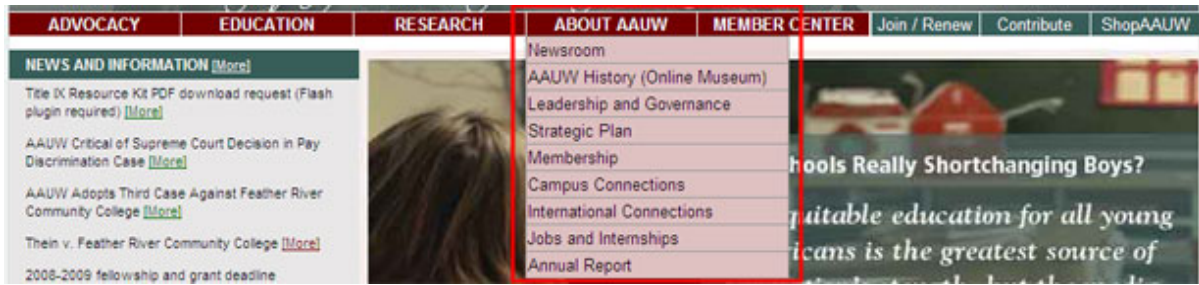 ADVOCACY EDUCATION RESEARCH ABOUT AAUW MEMBER CENTER Join / Renew Contribute ShopAAUW
NEWS AND INFORMATION [More]
Title IX Resource Kit PDF download request (Flash
plugin required) [More]
AAUW Critical of Supreme Court Decision in Pay
Discrimination Case [More]
AAUW Adopts Third Case Against Feather River
Community College [More]
Thein v. Feather River Community College [More]
2008-2009 fellowship and grant deadline
Newsroom
AAUW History (Online Museum)
Leadership and Governance
Strategic Plan
Membership
Campus Connections
International Connections
Jobs and Internships
Annual Report
hools Really Shortchanging Boys?
quitable education for all young
ricans is the greatest source of